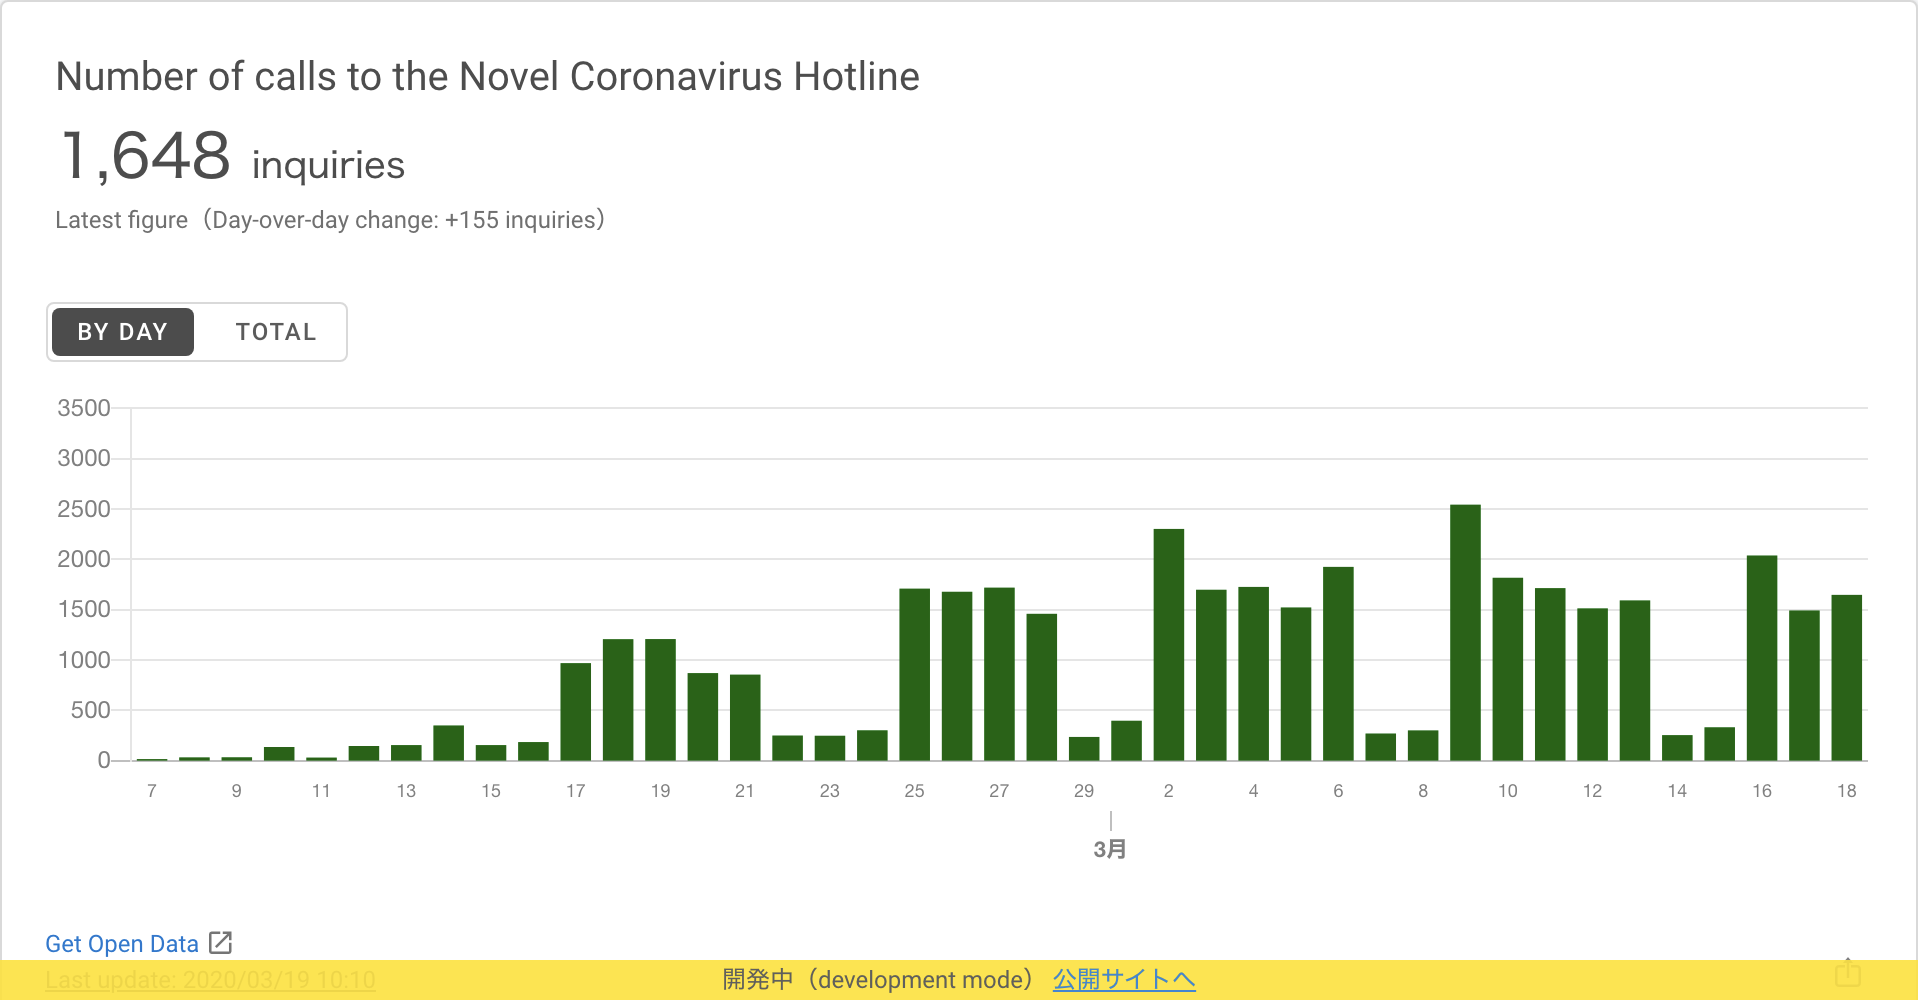 Number of calls to the Novel Coronavirus Hotline
1,648 inquiries
Latest figure（Day-over-day change: +155 inquiries）
BY DAY TOTAL
3500
3000
2500
2000
1500
1000
500
0
7 9 11 13 15 17 19 21 23 25 27 29 2 4 6 8 10 12 14 16 18
3月
Get Open Data
Last update: 2020/03/19 10:10
開発中（development mode） 公開サイトへ